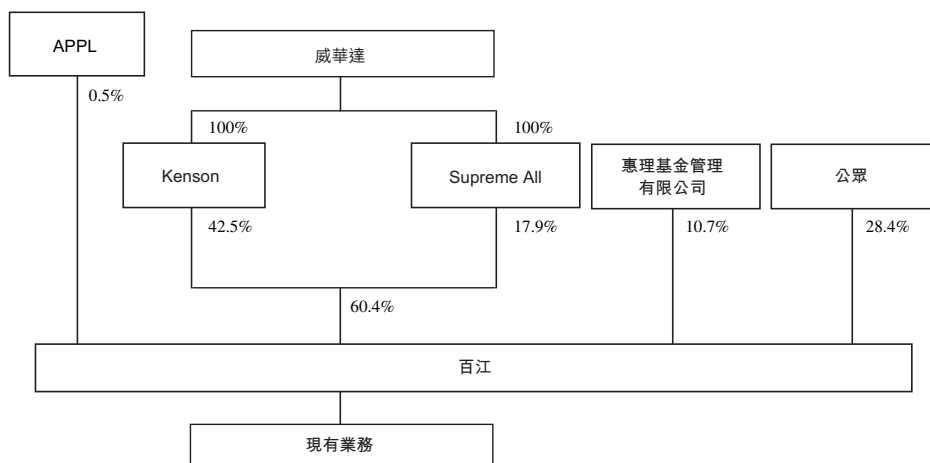 APPL
威華達
0.5%
100%
100%
Kenson
Supreme All
惠理基金管理
有限公司
公眾
42.5%
17.9%
10.7%
28.4%
60.4%
百江
現有業務